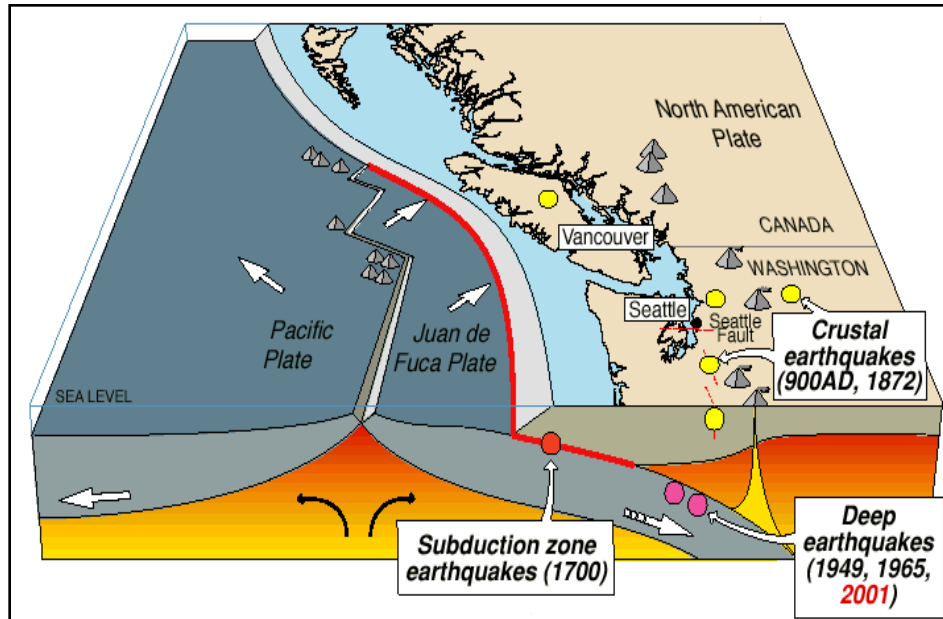 North American
Plate
CANADA
Vancouver
WASHINGTON
Seattle
Seattle
Fault
Crustal
earthquakes
(900AD, 1872)
Pacific
Plate
Juan de
Fuca Plate
SEA LEVEL
Subduction zone
earthquakes (1700)
Deep
earthquakes
(1949, 1965,
2001)